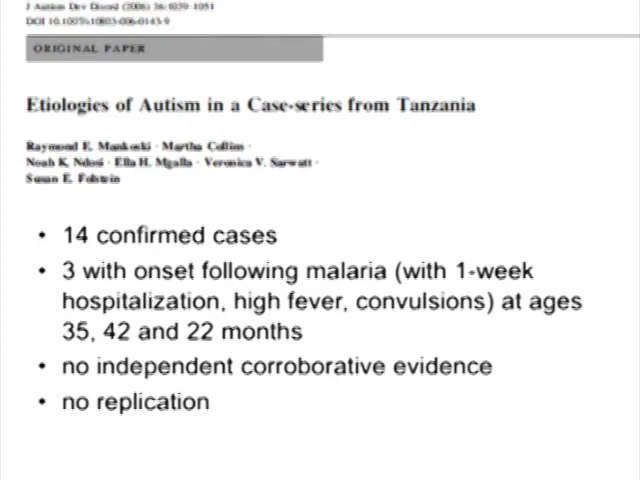 J Autism Dev Disord (2006) 36:1039–1051
DOI 10.1007/s10803-006-0143-9
ORIGINAL PAPER
Etiologies of Autism in a Case-series from Tanzania
Raymond E. Mankoski · Martha Collins ·
Noah K. Ndosi · Ella H. Mgalla · Veronica V. Sarwatt ·
Susan E. Folstein
• 14 confirmed cases
• 3 with onset following malaria (with 1-week
hospitalization, high fever, convulsions) at ages
35, 42 and 22 months
• no independent corroborative evidence
• no replication